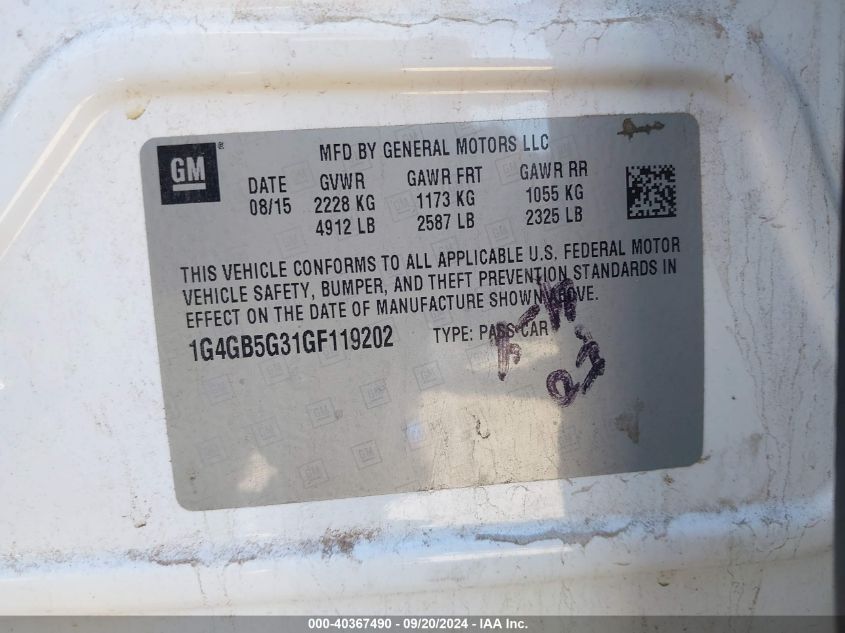 GM
MFD BY GENERAL MOTORS LLC
DATE GVWR GAWR FRT GAWR RR
08/15 2228 KG 1173 KG 1055 KG
4912 LB 2587 LB 2325 LB
THIS VEHICLE CONFORMS TO ALL APPLICABLE U.S. FEDERAL MOTOR
VEHICLE SAFETY, BUMPER, AND THEFT PREVENTION STANDARDS IN
EFFECT ON THE DATE OF MANUFACTURE SHOWN ABOVE.
1G4GB5G31GF119202 TYPE: PASS CAR
000-40367490 - 09/20/2024 - IAA Inc.